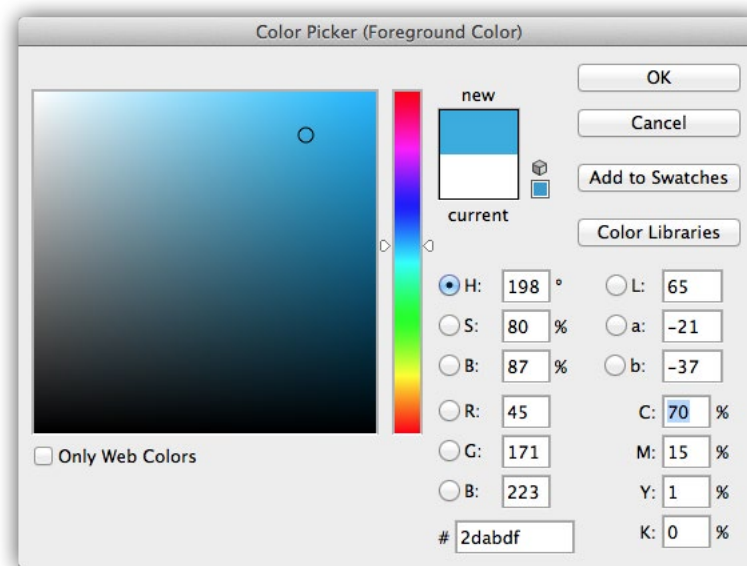 Color Picker (Foreground Color)
new
current
OK
Cancel
Add to Swatches
Color Libraries
H: 198 °
S: 80 %
B: 87 %
R: 45
G: 171
B: 223
# 2dabdf
L: 65
a: -21
b: -37
C: 70 %
M: 15 %
Y: 1 %
K: 0 %
Only Web Colors